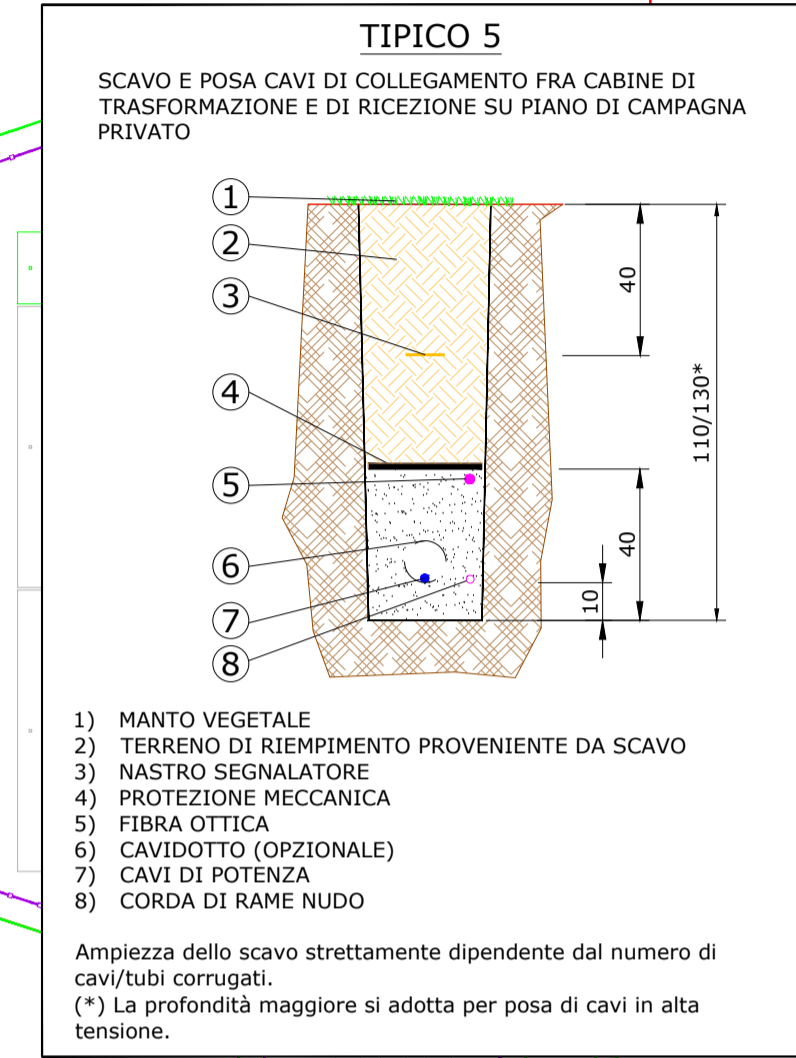 TIPICO 5
SCAVO E POSA CAVI DI COLLEGAMENTO FRA CABINE DI
TRASFORMAZIONE E DI RICEZIONE SU PIANO DI CAMPAGNA
PRIVATO
1
2
3
4
5
6
7
8
40
110/130*
40
10
1) MANTO VEGETALE
2) TERRENO DI RIEMPIMENTO PROVENIENTE DA SCAVO
3) NASTRO SEGNALATORE
4) PROTEZIONE MECCANICA
5) FIBRA OTTICA
6) CAVIDOTTO (OPZIONALE)
7) CAVI DI POTENZA
8) CORDA DI RAME NUDO
Ampiezza dello scavo strettamente dipendente dal numero di
cavi/tubi corrugati.
(*) La profondità maggiore si adotta per posa di cavi in alta
tensione.